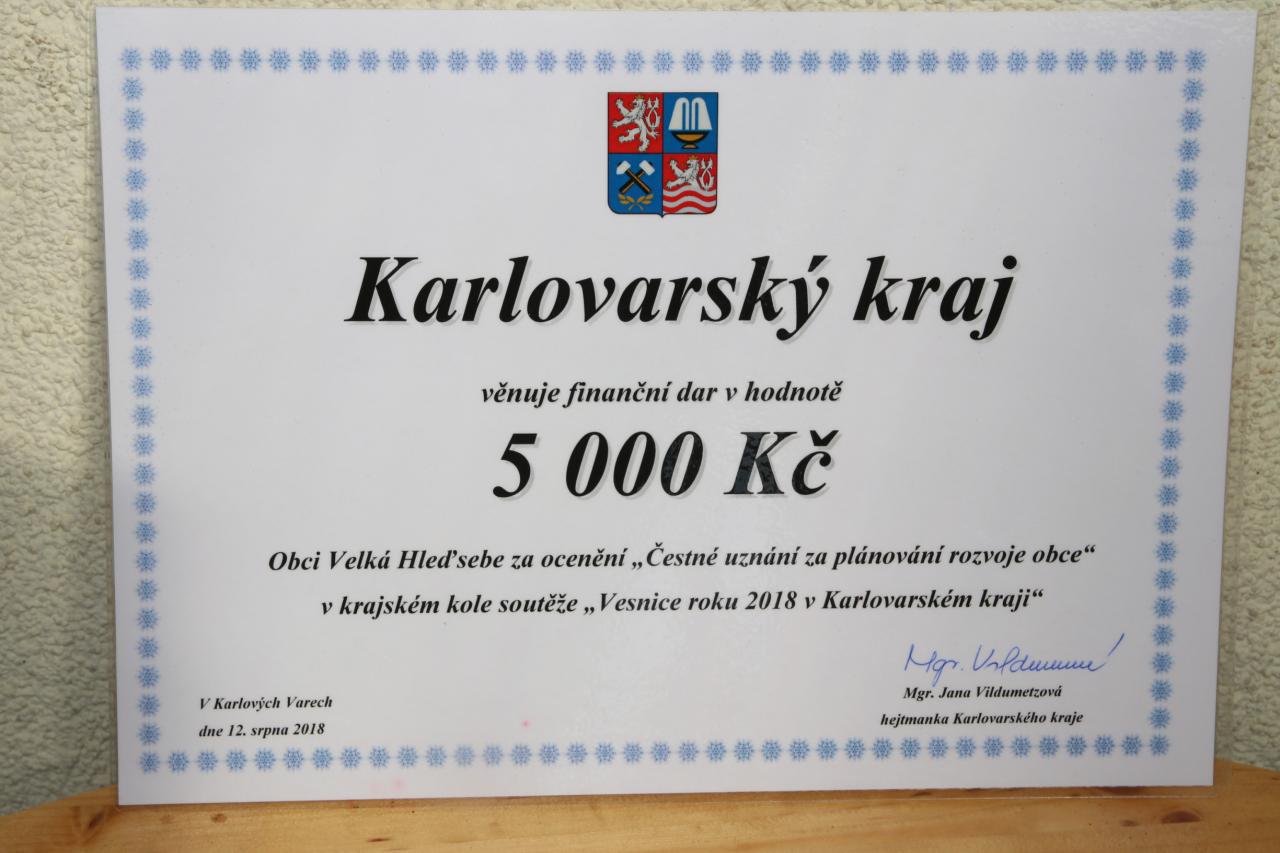 Karlovarský kraj
věnuje finanční dar v hodnotě
5 000 Kč
Obci Velká Hleďsebe za ocenění „Čestné uznání za plánování rozvoje obce“
v krajském kole soutěže „Vesnice roku 2018 v Karlovarském kraji“
Mgr. Vildumetzová
V Karlových Varech
dne 12. srpna 2018
Mgr. Jana Vildumetzová
hejtmanka Karlovarského kraje